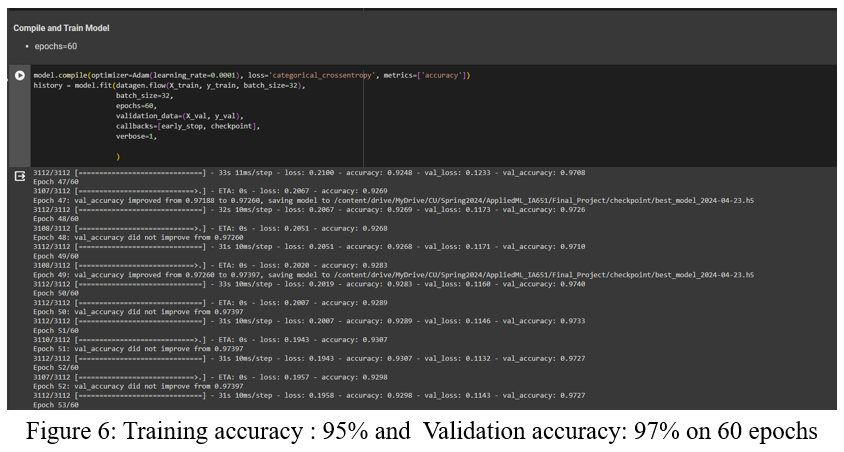 Compile and Train Model
• epochs=60
model.compile(optimizer=Adam(learning_rate=0.0001), loss='categorical_crossentropy', metrics=['accuracy'])
history = model.fit(datagen.flow(X_train, y_train, batch_size=32),
batch_size=32,
epochs=60,
validation_data=(X_val, y_val),
callbacks=[early_stop, checkpoint],
verbose=1,
)
3112/3112 [==============================] - 33s 11ms/step - loss: 0.2100 - accuracy: 0.9248 - val_loss: 0.1233 - val_accuracy: 0.9708
Epoch 47/60
3107/3112 [=============================>.] - ETA: 0s - loss: 0.2067 - accuracy: 0.9269
Epoch 47: val_accuracy improved from 0.97188 to 0.97260, saving model to /content/drive/MyDrive/CU/Spring2024/AppliedML_IA651/Final_Project/checkpoint/best_model_2024-04-23.h5
3112/3112 [==============================] - 32s 10ms/step - loss: 0.2067 - accuracy: 0.9269 - val_loss: 0.1173 - val_accuracy: 0.9726
Epoch 48/60
3108/3112 [=============================>.] - ETA: 0s - loss: 0.2051 - accuracy: 0.9268
Epoch 48: val_accuracy did not improve from 0.97260
3112/3112 [==============================] - 31s 10ms/step - loss: 0.2051 - accuracy: 0.9268 - val_loss: 0.1171 - val_accuracy: 0.9710
Epoch 49/60
3108/3112 [=============================>.] - ETA: 0s - loss: 0.2020 - accuracy: 0.9283
Epoch 49: val_accuracy improved from 0.97260 to 0.97397, saving model to /content/drive/MyDrive/CU/Spring2024/AppliedML_IA651/Final_Project/checkpoint/best_model_2024-04-23.h5
3112/3112 [==============================] - 33s 10ms/step - loss: 0.2019 - accuracy: 0.9283 - val_loss: 0.1160 - val_accuracy: 0.9740
Epoch 50/60
3112/3112 [=============================>.] - ETA: 0s - loss: 0.2007 - accuracy: 0.9289
Epoch 50: val_accuracy did not improve from 0.97397
3112/3112 [==============================] - 31s 10ms/step - loss: 0.2007 - accuracy: 0.9289 - val_loss: 0.1146 - val_accuracy: 0.9733
Epoch 51/60
3110/3112 [=============================>.] - ETA: 0s - loss: 0.1943 - accuracy: 0.9307
Epoch 51: val_accuracy did not improve from 0.97397
3112/3112 [==============================] - 31s 10ms/step - loss: 0.1943 - accuracy: 0.9307 - val_loss: 0.1132 - val_accuracy: 0.9727
Epoch 52/60
3107/3112 [=============================>.] - ETA: 0s - loss: 0.1957 - accuracy: 0.9298
Epoch 52: val_accuracy did not improve from 0.97397
3112/3112 [==============================] - 31s 10ms/step - loss: 0.1958 - accuracy: 0.9298 - val_loss: 0.1143 - val_accuracy: 0.9727
Epoch 53/60
Figure 6: Training accuracy : 95% and Validation accuracy: 97% on 60 epochs